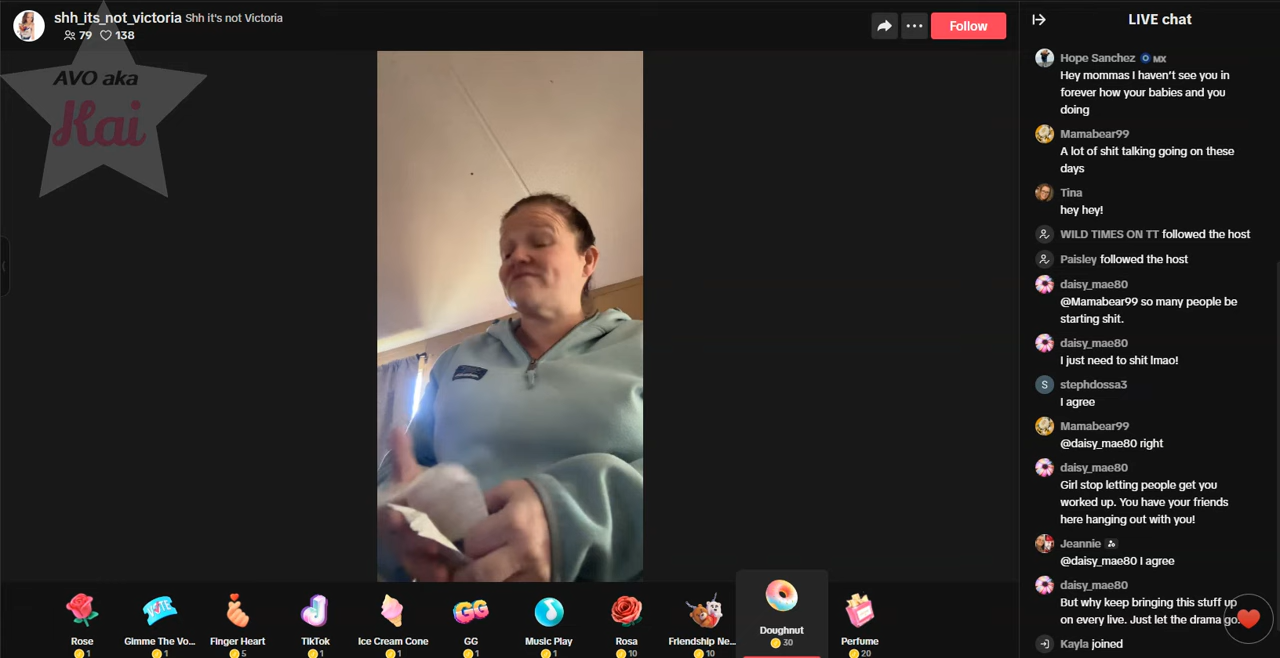 shh_its_not_victoria Shh it's not Victoria
79 138
Follow
AVO aka
Kai
LIVE chat
Hope Sanchez MX
Hey mommas I haven't see you in
forever how your babies and you
doing
Mamabear99
A lot of shit talking going on these
days
Tina
hey hey!
WILD TIMES ON TT followed the host
Paisley followed the host
daisy_mae80
@Mamabear99 so many people be
starting shit.
daisy_mae80
I just need to shit lmao!
S stephdossa3
I agree
Mamabear99
@daisy_mae80 right
daisy_mae80
Girl stop letting people get you
worked up. You have your friends
here hanging out with you!
Jeannie
@daisy_mae80 I agree
daisy_mae80
But why keep bringing this stuff up
on every live. Just let the drama go.
Kayla joined
Rose
1
Gimme The Vo...
1
Finger Heart
5
TikTok
1
Ice Cream Cone
1
GG
1
Music Play
1
Rosa
10
Friendship Ne...
10
Doughnut
30
Perfume
20